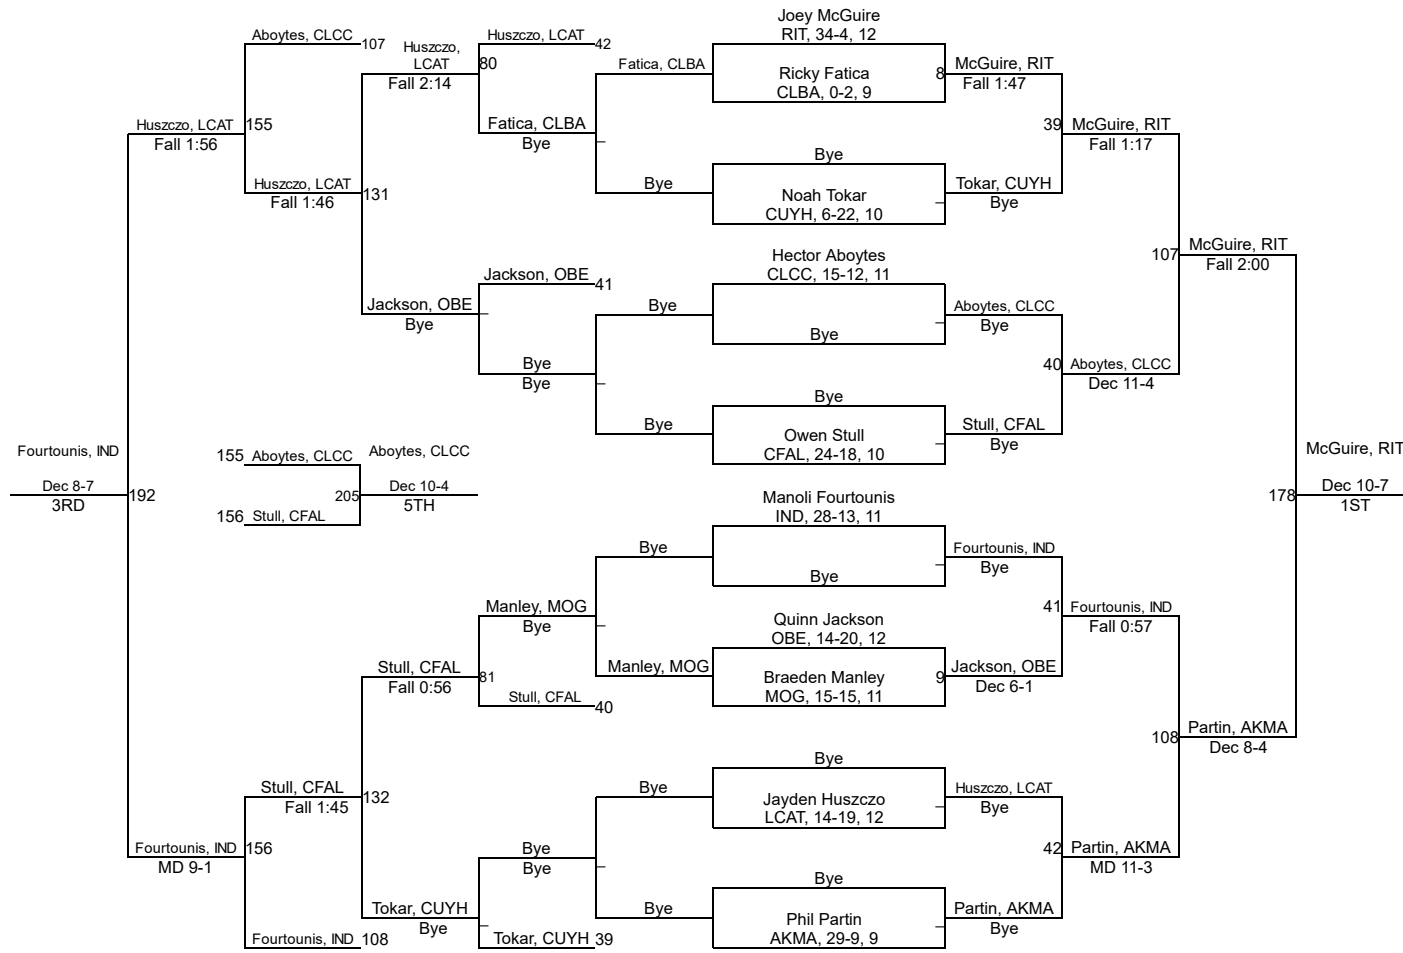 Joey McGuire
RIT, 34-4, 12
Aboytes, CLCC
107
Huszczo,
LCAT
Fall 2:14
Huszczo, LCAT
42
80
Fatica, CLBA
Ricky Fatica
CLBA, 0-2, 9
8
McGuire, RIT
Fall 1:47
Huszczo, LCAT
Fall 1:56
155
Fatica, CLBA
Bye
39
McGuire, RIT
Fall 1:17
Bye
Huszczo, LCAT
Fall 1:46
131
Bye
Noah Tokar
CUYH, 6-22, 10
Tokar, CUYH
Bye
Hector Aboytes
CLCC, 15-12, 11
107
McGuire, RIT
Fall 2:00
Jackson, OBE
41
Jackson, OBE
Bye
Bye
Bye
Aboytes, CLCC
Bye
Bye
Bye
40
Aboytes, CLCC
Dec 11-4
Bye
Bye
Owen Stull
CFAL, 24-18, 10
Stull, CFAL
Bye
Fourtounis, IND
Dec 8-7
3RD
192
155
Aboytes, CLCC
156
Stull, CFAL
205
Aboytes, CLCC
Dec 10-4
5TH
McGuire, RIT
178
Dec 10-7
1ST
Manoli Fourtounis
IND, 28-13, 11
Bye
Bye
Fourtounis, IND
Bye
Manley, MOG
Bye
41
Fourtounis, IND
Fall 0:57
Quinn Jackson
OBE, 14-20, 12
Stull, CFAL
Fall 0:56
81
Manley, MOG
Braeden Manley
MOG, 15-15, 11
9
Jackson, OBE
Dec 6-1
Stull, CFAL
40
108
Partin, AKMA
Dec 8-4
Bye
Stull, CFAL
Fall 1:45
132
Bye
Jayden Huszczo
LCAT, 14-19, 12
Huszczo, LCAT
Bye
Fourtounis, IND
MD 9-1
156
Bye
Bye
42
Partin, AKMA
MD 11-3
Bye
Tokar, CUYH
Bye
Bye
Phil Partin
AKMA, 29-9, 9
Partin, AKMA
Bye
Fourtounis, IND
108
Tokar, CUYH
39